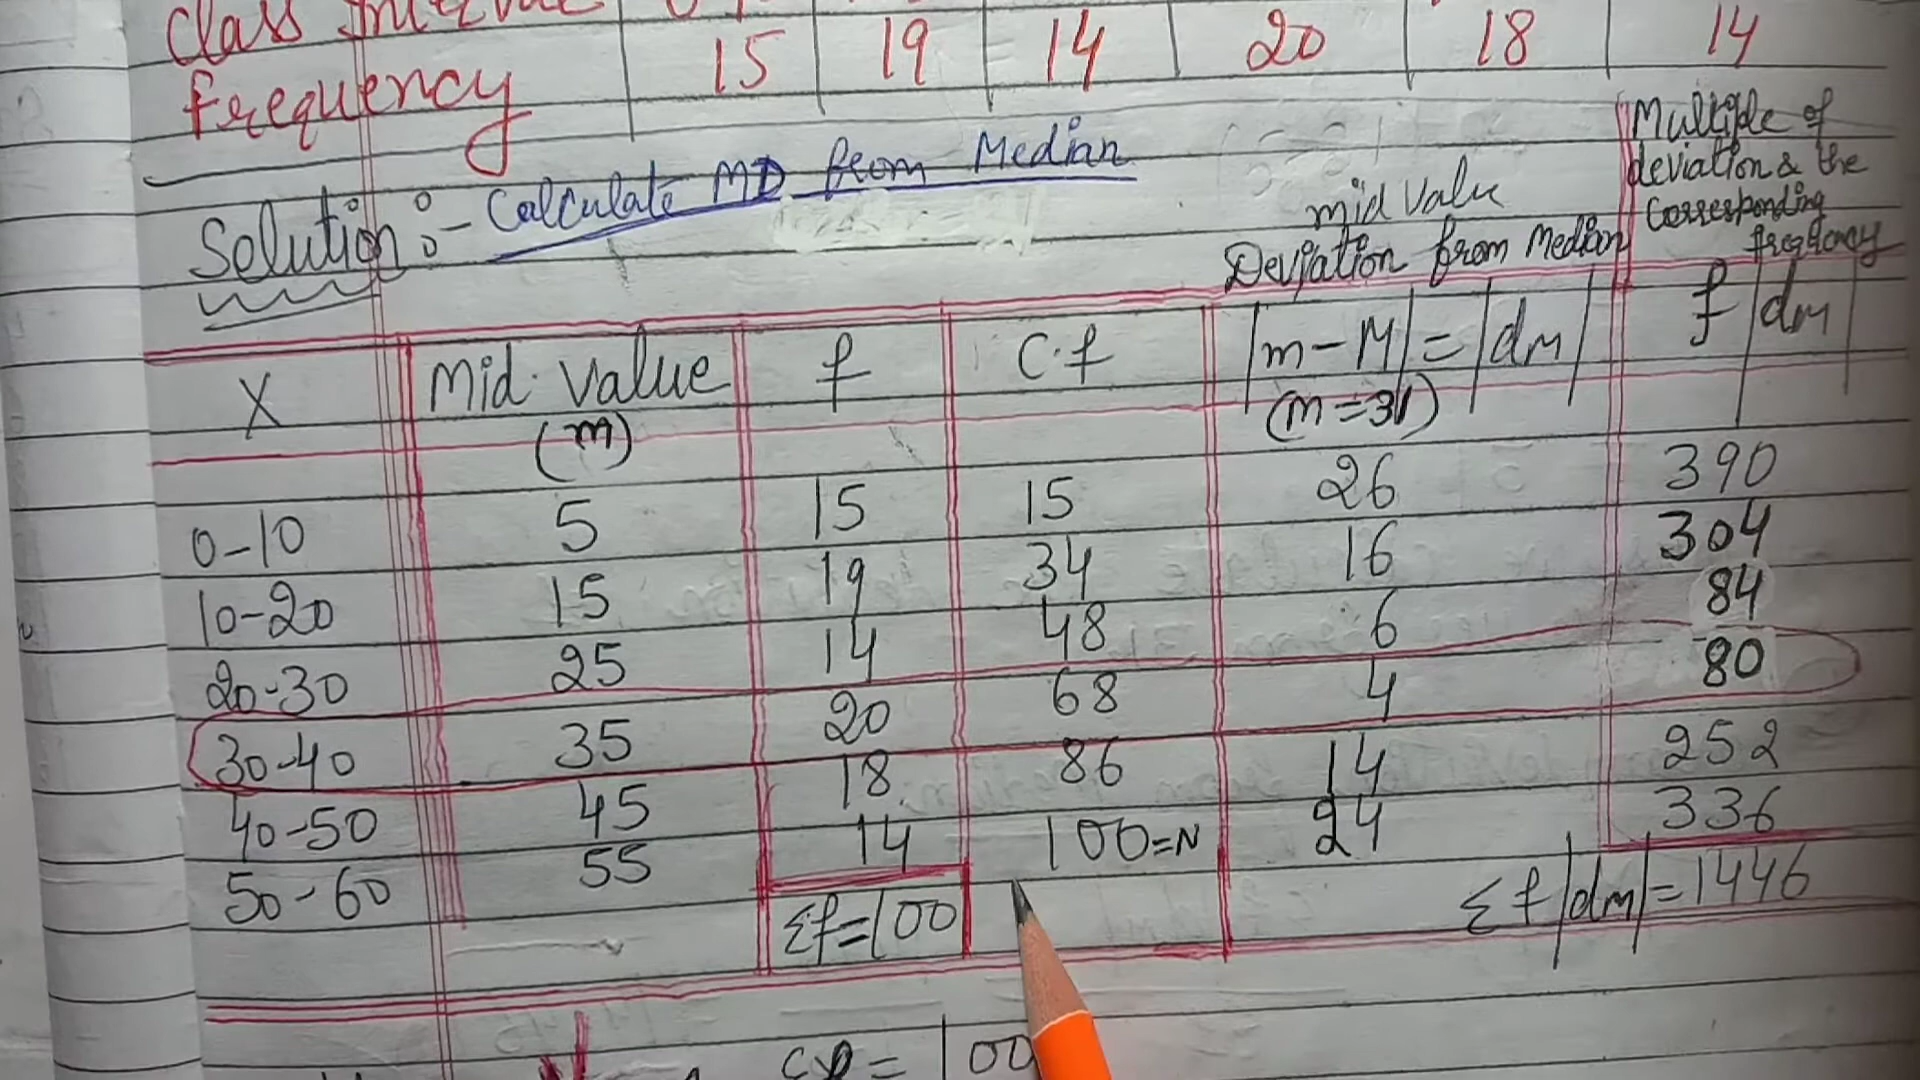 Class Interval
frequency 15 19 14 20 18 14
Solution :- Calculate MD from Median
mid value
Deviation from Median
Multiple of
deviation & the
Corresponding
X Mid. Value f C.f |m-M|=|dM| f|dM|
(m) (m=31)
0-10 5 15 15 26 390
10-20 15 19 34 16 304
20-30 25 14 48 6 84
30-40 35 20 68 4 80
40-50 45 18 86 14 252
50-60 55 14 100=N 24 336
Σf=100 Σf|dM|=1446
100